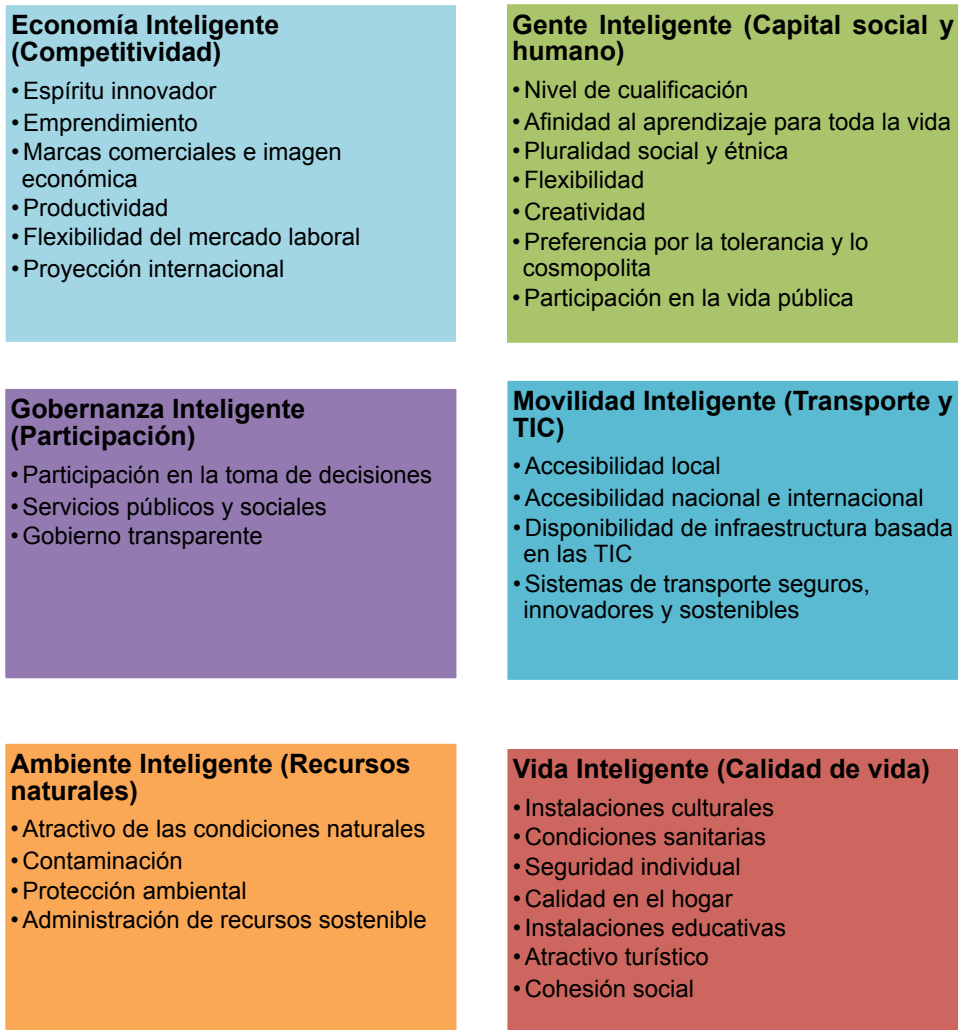 Economía Inteligente
(Competitividad)
• Espíritu innovador
• Emprendimiento
• Marcas comerciales e imagen
económica
• Productividad
• Flexibilidad del mercado laboral
• Proyección internacional
Gente Inteligente (Capital social y
humano)
• Nivel de cualificación
• Afinidad al aprendizaje para toda la vida
• Pluralidad social y étnica
• Flexibilidad
• Creatividad
• Preferencia por la tolerancia y lo
cosmopolita
• Participación en la vida pública
Gobernanza Inteligente
(Participación)
• Participación en la toma de decisiones
• Servicios públicos y sociales
• Gobierno transparente
Movilidad Inteligente (Transporte y
TIC)
• Accesibilidad local
• Accesibilidad nacional e internacional
• Disponibilidad de infraestructura basada
en las TIC
• Sistemas de transporte seguros,
innovadores y sostenibles
Ambiente Inteligente (Recursos
naturales)
• Atractivo de las condiciones naturales
• Contaminación
• Protección ambiental
• Administración de recursos sostenible
Vida Inteligente (Calidad de vida)
• Instalaciones culturales
• Condiciones sanitarias
• Seguridad individual
• Calidad en el hogar
• Instalaciones educativas
• Atractivo turístico
• Cohesión social